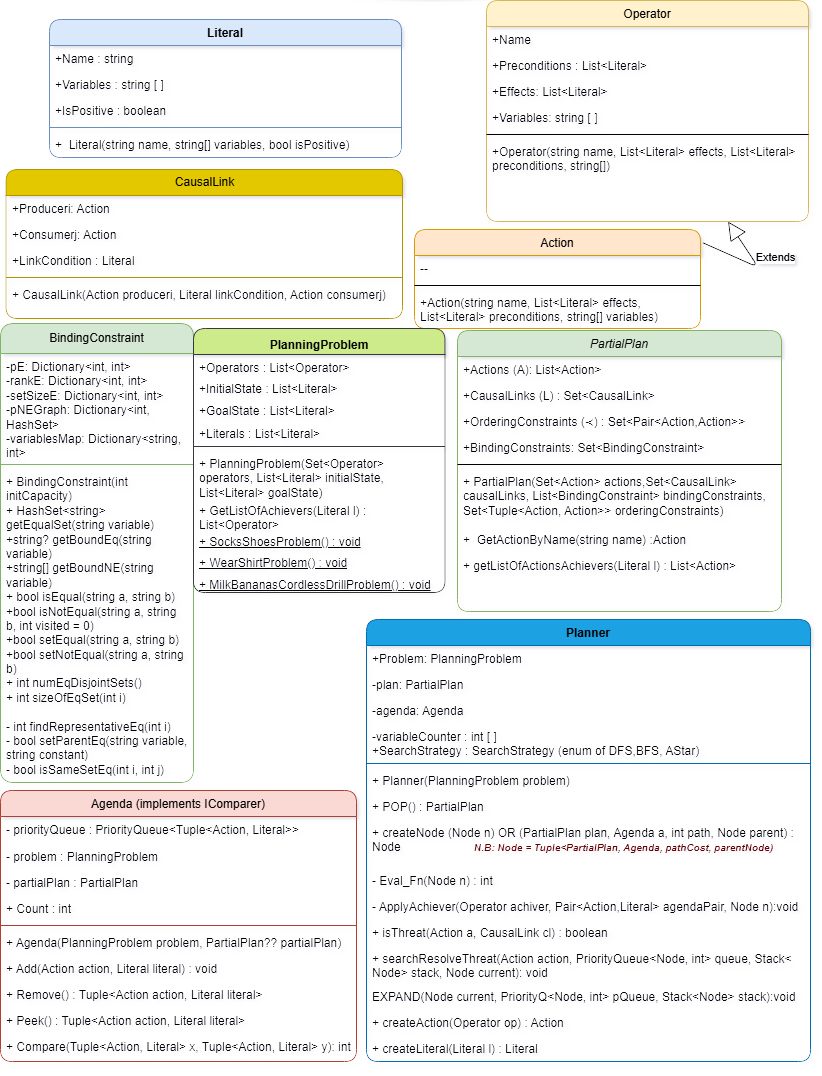 Literal
+Name : string
+Variables : string [ ]
+IsPositive : boolean
+ Literal(string name, string[] variables, bool isPositive)
Operator
+Name
+Preconditions : List<Literal>
+Effects: List<Literal>
+Variables: string [ ]
+Operator(string name, List<Literal> effects, List<Literal>
preconditions, string[])
CausalLink
+Produceri: Action
+Consumerj: Action
+LinkCondition : Literal
+ CausalLink(Action produceri, Literal linkCondition, Action consumerj)
Action
--
+Action(string name, List<Literal> effects,
List<Literal> preconditions, string[] variables)
Extends
BindingConstraint
-pE: Dictionary<int, int>
-rankE: Dictionary<int, int>
-setSizeE: Dictionary<int, int>
-pNEGraph: Dictionary<int,
HashSet>
-variablesMap: Dictionary<string,
int>
+ BindingConstraint(int
initCapacity)
+ HashSet<string>
getEqualSet(string variable)
+string? getBoundEq(string
variable)
+string[] getBoundNE(string
variable)
+ bool isEqual(string a, string b)
+bool isNotEqual(string a, string
b, int visited = 0)
+bool setEqual(string a, string b)
+bool setNotEqual(string a, string
b)
+ int numEqDisjointSets()
+ int sizeOfEqSet(int i)
- int findRepresentativeEq(int i)
- bool setParentEq(string variable,
string constant)
- bool isSameSetEq(int i, int j)
PlanningProblem
+Operators : List<Operator>
+InitialState : List<Literal>
+GoalState : List<Literal>
+Literals : List<Literal>
+ PlanningProblem(Set<Operator>
operators, List<Literal> initialState,
List<Literal> goalState)
+ GetListOfAchievers(Literal l) :
List<Operator>
+ SocksShoesProblem() : void
+ WearShirtProblem() : void
+ MilkBananasCordlessDrillProblem() : void
PartialPlan
+Actions (A): List<Action>
+CausalLinks (L) : Set<CausalLink>
+OrderingConstraints (≺) : Set<Pair<Action,Action>>
+BindingConstraints: Set<BindingConstraint>
+ PartialPlan(Set<Action> actions,Set<CausalLink>
causalLinks, List<BindingConstraint> bindingConstraints,
Set<Tuple<Action, Action>> orderingConstraints)
+ GetActionByName(string name) :Action
+ getListOfActionsAchievers(Literal l) : List<Action>
Planner
+Problem: PlanningProblem
-plan: PartialPlan
-agenda: Agenda
-variableCounter : int [ ]
+SearchStrategy : SearchStrategy (enum of DFS,BFS, AStar)
+ Planner(PlanningProblem problem)
+ POP() : PartialPlan
+ createNode (Node n) OR (PartialPlan plan, Agenda a, int path, Node parent) :
Node N.B: Node = Tuple<PartialPlan, Agenda, pathCost, parentNode)
- Eval_Fn(Node n) : int
- ApplyAchiever(Operator achiver, Pair<Action,Literal> agendaPair, Node n):void
+ isThreat(Action a, CausalLink cl) : boolean
+ searchResolveThreat(Action action, PriorityQueue<Node, int> queue, Stack<
Node> stack, Node current): void
EXPAND(Node current, PriorityQ<Node, int> pQueue, Stack<Node> stack):void
+ createAction(Operator op) : Action
+ createLiteral(Literal l) : Literal
Agenda (implements IComparer)
- priorityQueue : PriorityQueue<Tuple<Action, Literal>>
- problem : PlanningProblem
- partialPlan : PartialPlan
+ Count : int
+ Agenda(PlanningProblem problem, PartialPlan?? partialPlan)
+ Add(Action action, Literal literal) : void
+ Remove() : Tuple<Action action, Literal literal>
+ Peek() : Tuple<Action action, Literal literal>
+ Compare(Tuple<Action, Literal> x, Tuple<Action, Literal> y): int